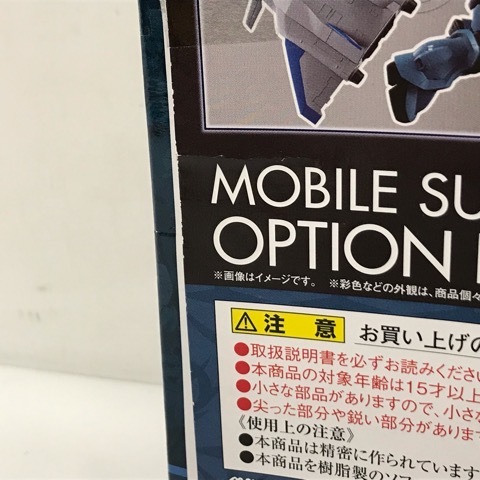 MOBILE SU
OPTION
※画像はイメージです。 ※彩色などの外観は、商品個々
注 意 お買い上げの
●取扱説明書を必ずお読みください
●本商品の対象年齢は15才以上
●小さな部品がありますので、小さな
●尖った部分や鋭い部分がありま
《使用上の注意》
●本商品は精密に作られています
●本商品を樹脂製のソフ